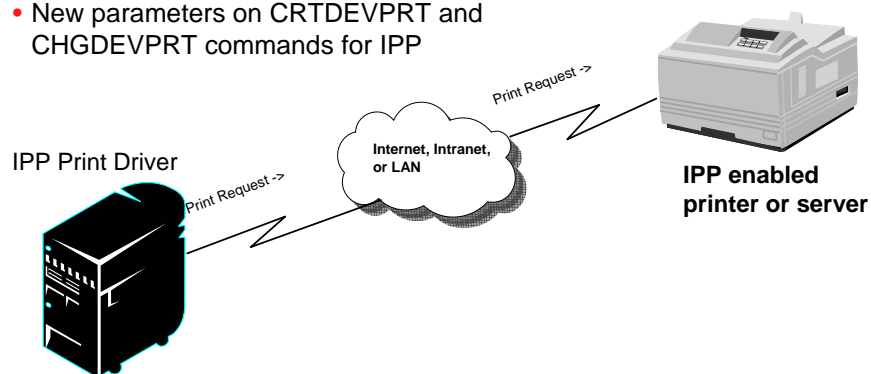 • New parameters on CRTDEVPRT and
CHGDEVPRT commands for IPP
Print Request ->
Internet, Intranet,
or LAN
IPP Print Driver
Print Request ->
IPP enabled
printer or server